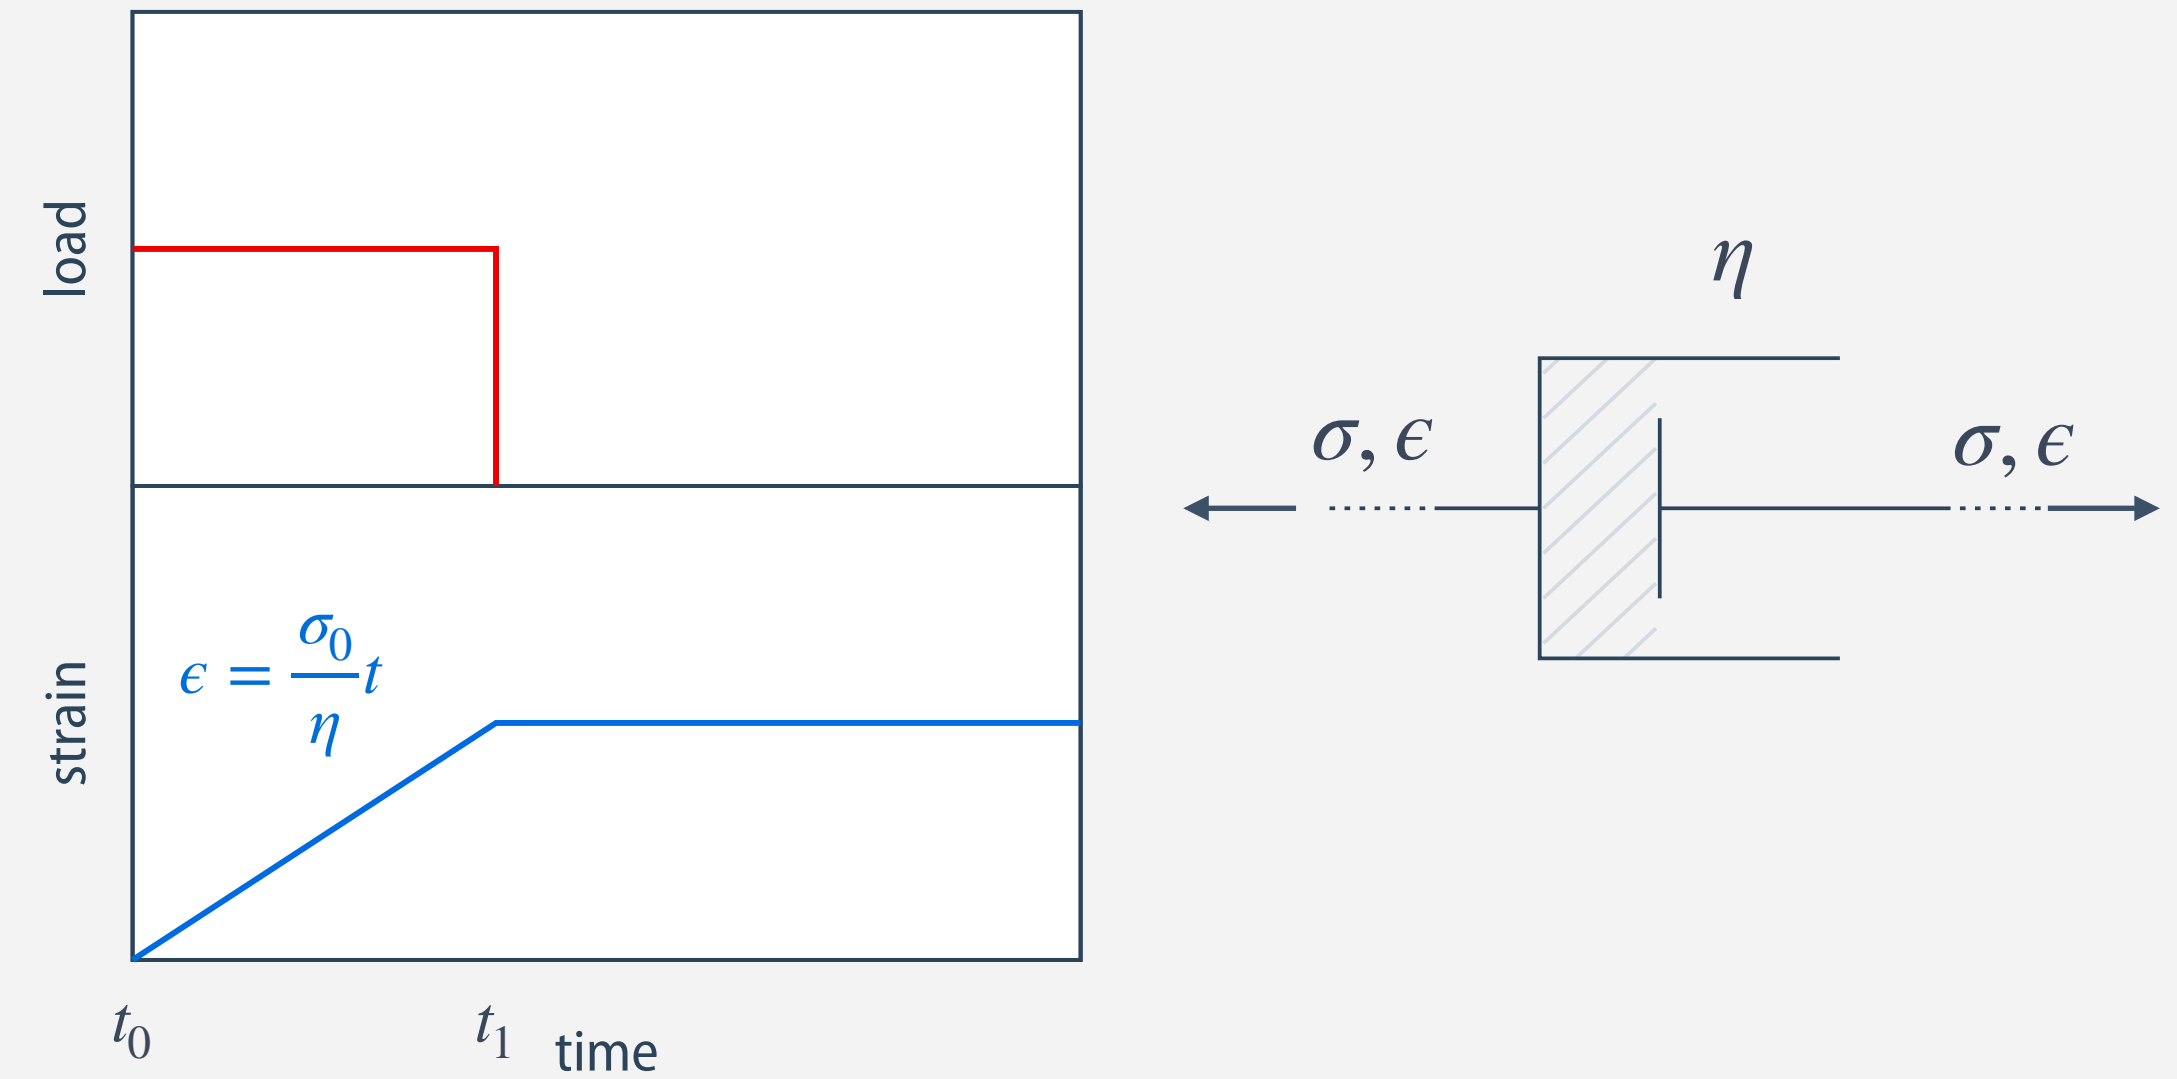 load
strain
ϵ = σ₀/η t
t₀
t₁
time
η
σ, ϵ
σ, ϵ